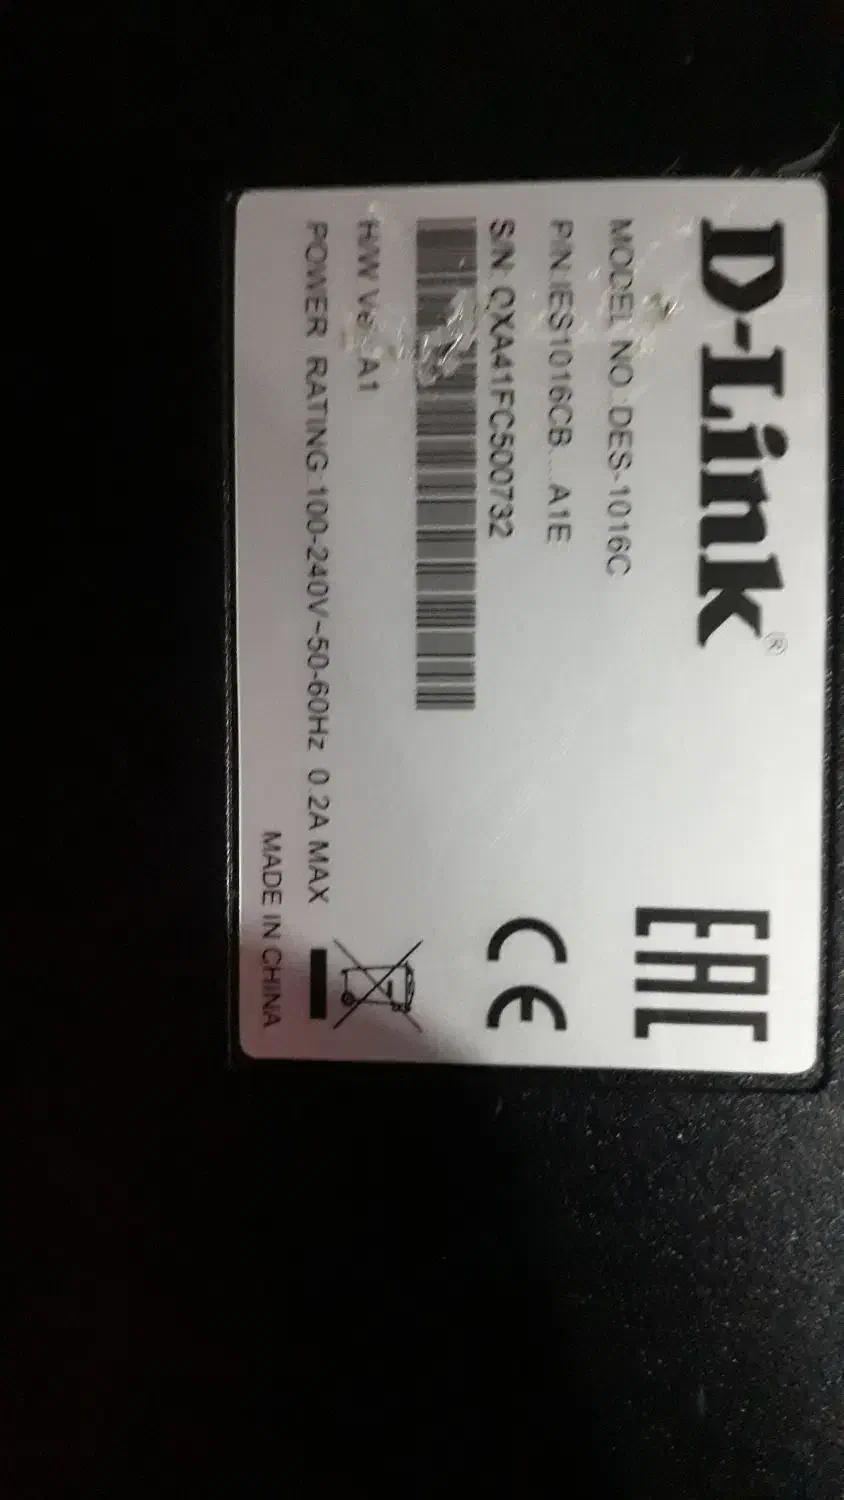 D-Link®
EAC
MODEL NO.:DES-1016C
P/N:IES1016CB....A1E
S/N: QXA41FC500732
CE
H/W Ver.:A1
POWER RATING:100-240V~50-60Hz 0.2A MAX
MADE IN CHINA